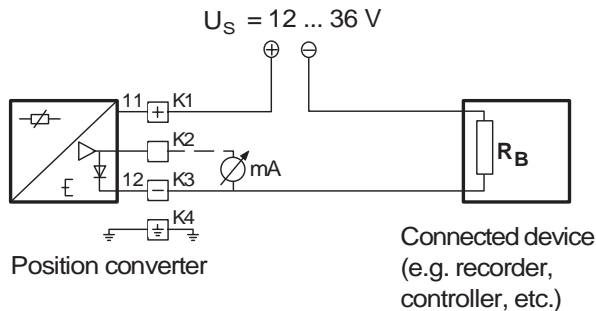 U_S = 12 ... 36 V
11 K1
K2
mA
12 K3
K4
R_B
Position converter
Connected device
(e.g. recorder,
controller, etc.)